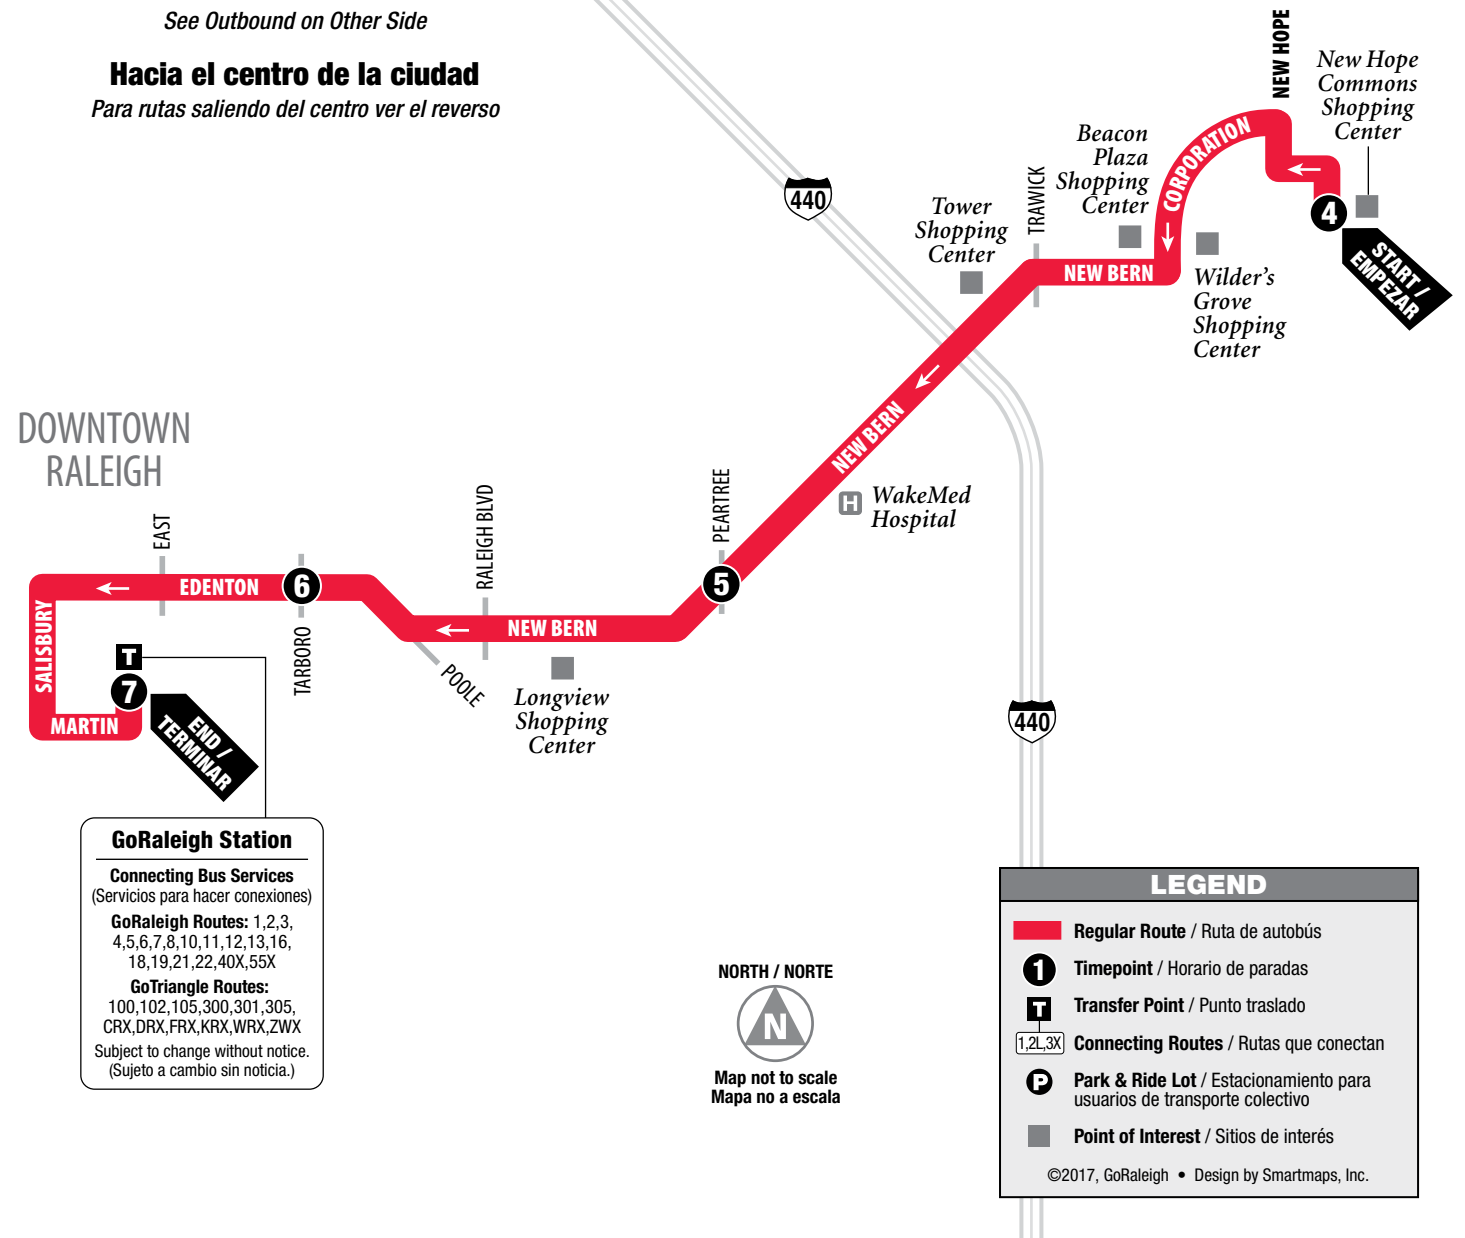 See Outbound on Other Side
Hacia el centro de la ciudad
Para rutas saliendo del centro ver el reverso
NEW HOPE
New Hope
Commons
Shopping
Center
CORPORATION
Beacon
Plaza
Shopping
Center
4
START /
EMPEZAR
440
TRAWICK
Tower
Shopping
Center
NEW BERN
Wilder's
Grove
Shopping
Center
NEW BERN
DOWNTOWN
RALEIGH
H
WakeMed
Hospital
PEARTREE
5
RALEIGH BLVD
EAST
EDENTON
6
NEW BERN
TARBORO
POOLE
Longview
Shopping
Center
SALISBURY
T
7
MARTIN
END /
TERMINAR
440
GoRaleigh Station
Connecting Bus Services
(Servicios para hacer conexiones)
GoRaleigh Routes: 1,2,3,
4,5,6,7,8,10,11,12,13,16,
18,19,21,22,40X,55X
GoTriangle Routes:
100,102,105,300,301,305,
CRX,DRX,FRX,KRX,WRX,ZWX
Subject to change without notice.
(Sujeto a cambio sin noticia.)
NORTH / NORTE
N
Map not to scale
Mapa no a escala
LEGEND
Regular Route / Ruta de autobús
1 Timepoint / Horario de paradas
T Transfer Point / Punto traslado
1,2L,3X Connecting Routes / Rutas que conectan
P Park & Ride Lot / Estacionamiento para
usuarios de transporte colectivo
Point of Interest / Sitios de interés
©2017, GoRaleigh • Design by Smartmaps, Inc.